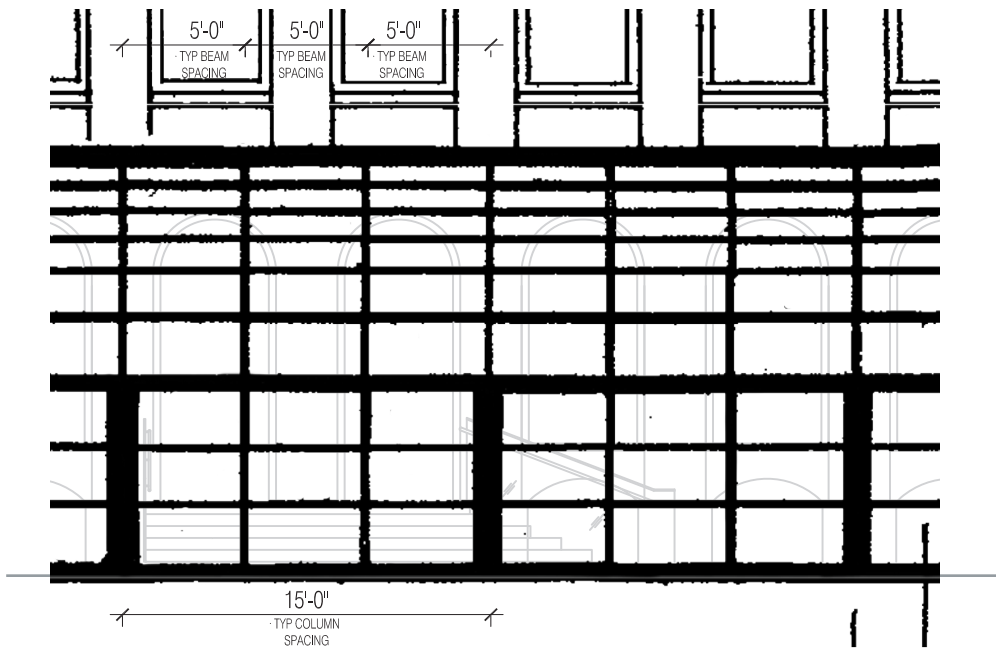 5'-0" 5'-0" 5'-0"
TYP BEAM TYP BEAM TYP BEAM
SPACING SPACING SPACING
15'-0"
TYP COLUMN
SPACING